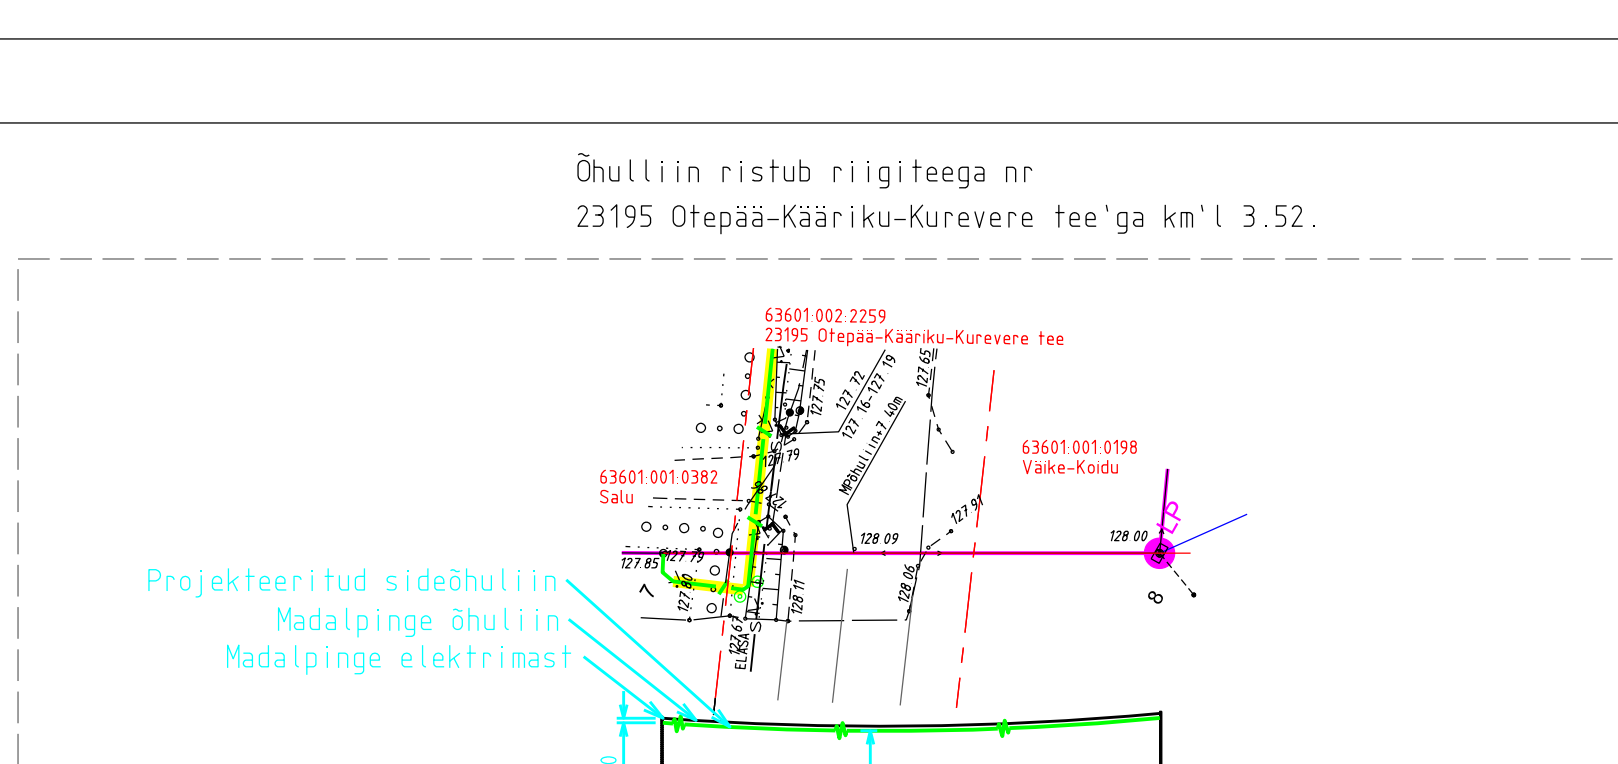 Õhulliin ristub riigiteega nr
23195 Otepää-Kääriku-Kurevere tee'ga km'l 3.52.
63601:002:2259
23195 Otepää-Kääriku-Kurevere tee
127.65
127.72
127.16-127.19
127.75
MPõhuliin+7.40m
63601:001:0198
Väike-Koidu
127.79
63601:001:0382
Salu
127.91
LP
128.09
128.00
127.85
127.79
127.80
128.11
128.06
7
8
127.67
ELASA
Projekteeritud sideõhuliin
Madalpinge õhuliin
Madalpinge elektrimast